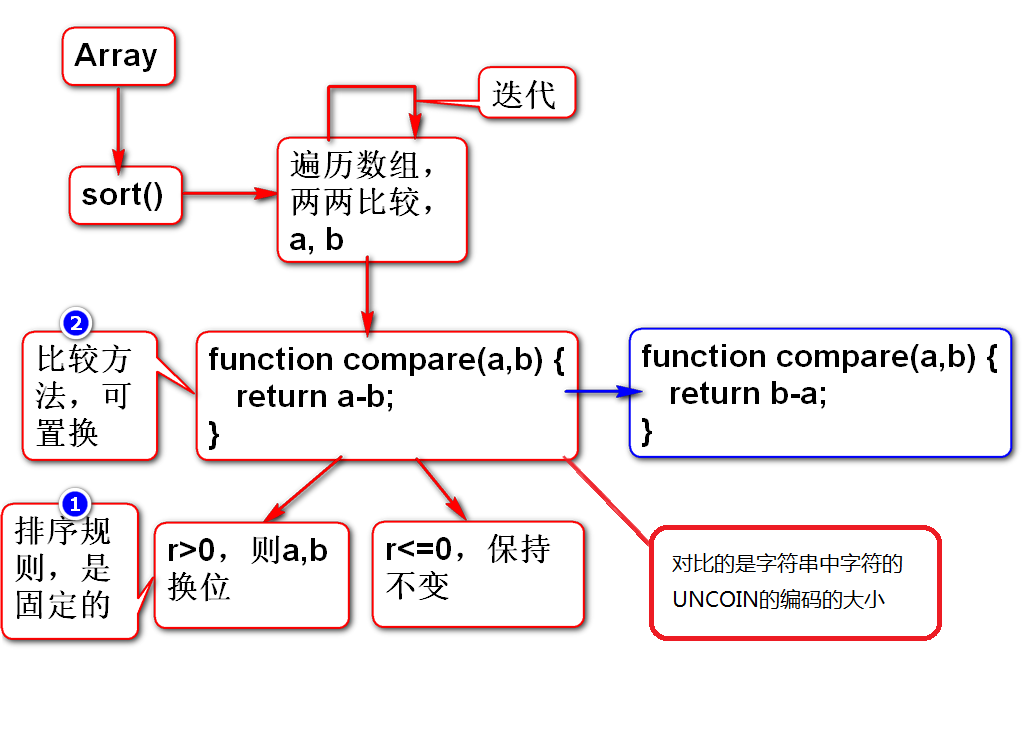 Array
迭代
遍历数组，
两两比较，
a, b
sort()
2
比较方
法，可
置换
function compare(a,b) {
return a-b;
}
function compare(a,b) {
return b-a;
}
1
排序规
则，是
固定的
r>0，则a,b
换位
r<=0，保持
不变
对比的是字符串中字符的
UNCOIN的编码的大小